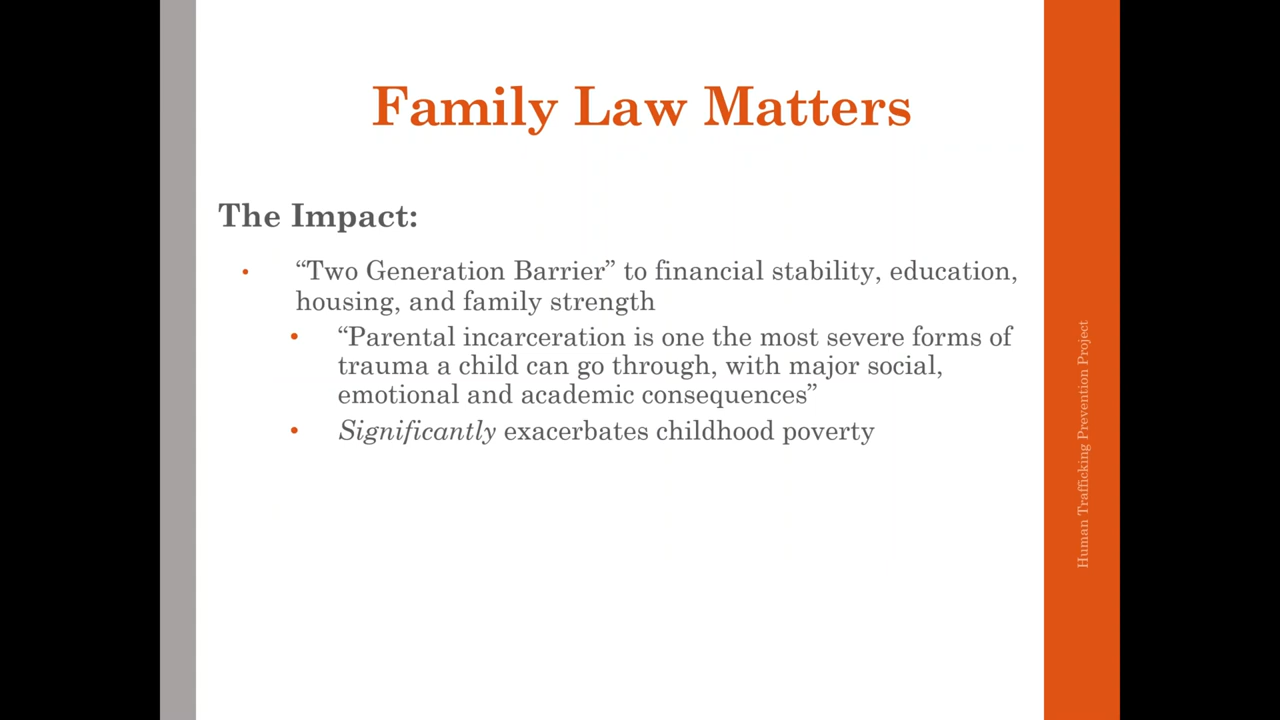 Family Law Matters
The Impact:
• “Two Generation Barrier” to financial stability, education,
housing, and family strength
• “Parental incarceration is one the most severe forms of
trauma a child can go through, with major social,
emotional and academic consequences”
• Significantly exacerbates childhood poverty
Human Trafficking Prevention Project